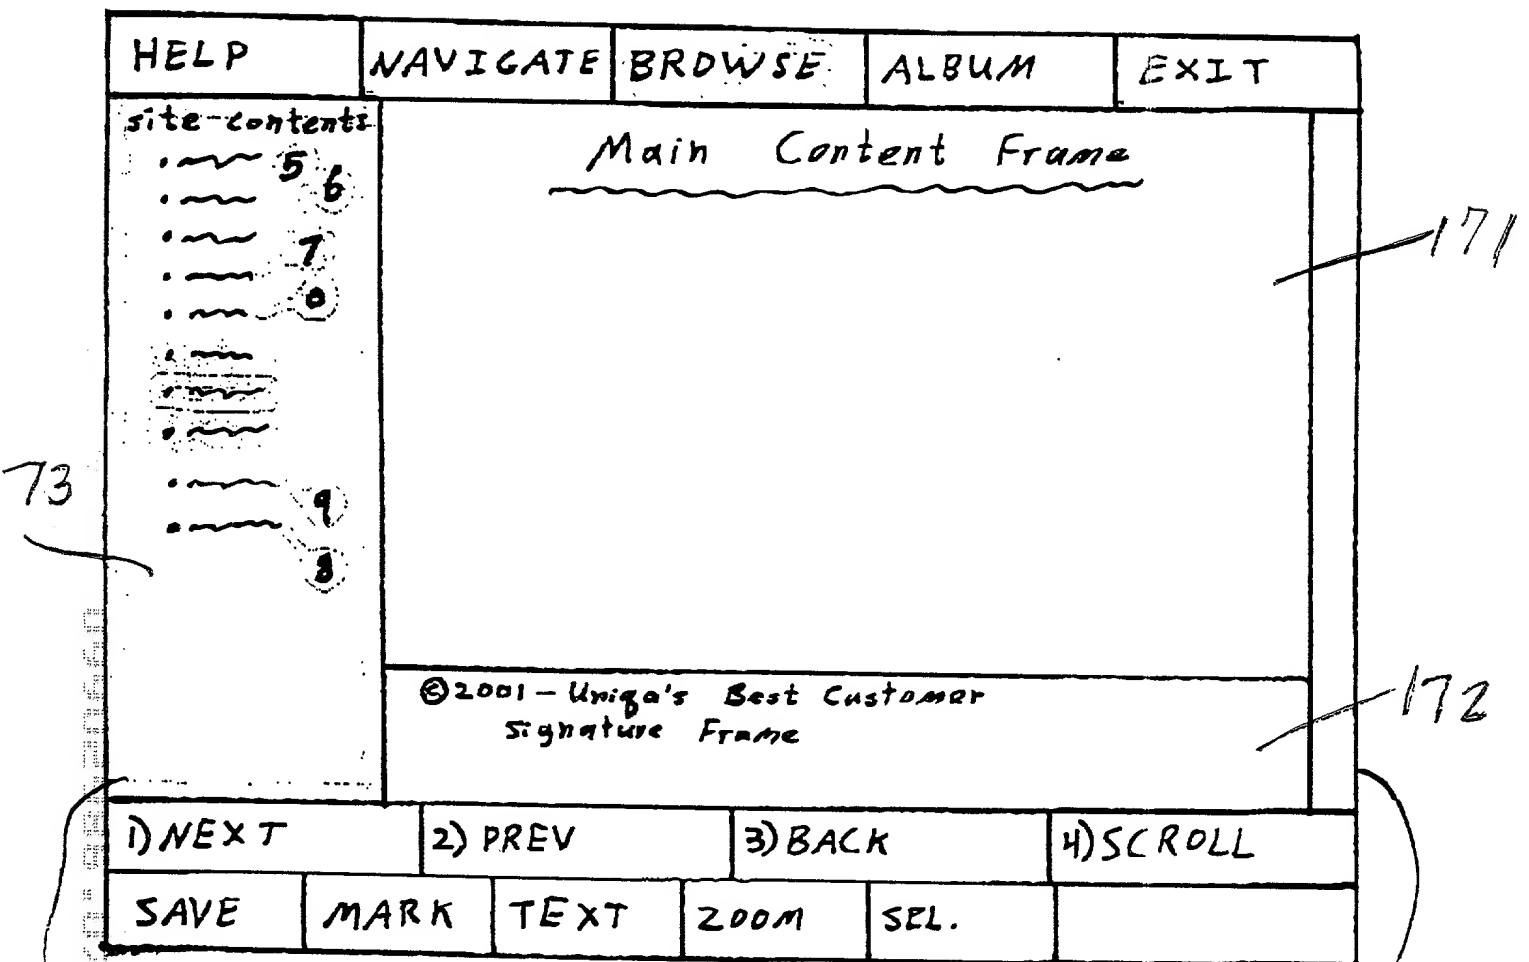 HELP NAVIGATE BROWSE ALBUM EXIT
site-contents
Main Content Frame
5
6
7
0
9
8
171
73
172
©2001 - Uniqa's Best Customer
Signature Frame
1) NEXT 2) PREV 3) BACK 4) SCROLL
SAVE MARK TEXT ZOOM SEL.